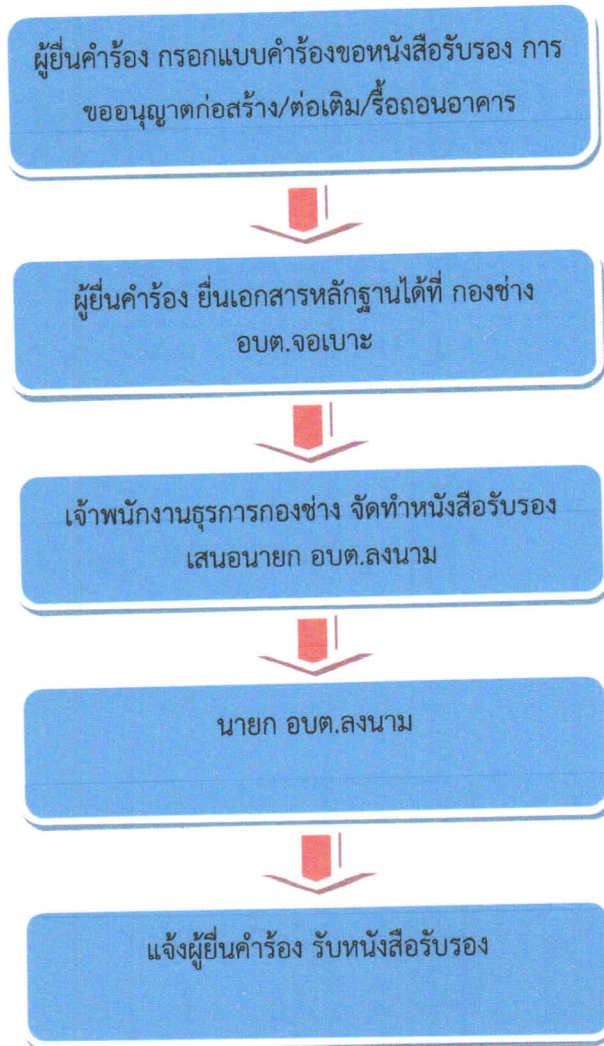 ผู้ยื่นคำร้อง กรอกแบบคำร้องขอหนังสือรับรอง การ
ขออนุญาตก่อสร้าง/ต่อเติม/รื้อถอนอาคาร
ผู้ยื่นคำร้อง ยื่นเอกสารหลักฐานได้ที่ กองช่าง
อบต.จอเบาะ
เจ้าพนักงานธุรการกองช่าง จัดทำหนังสือรับรอง
เสนอนายก อบต.ลงนาม
นายก อบต.ลงนาม
แจ้งผู้ยื่นคำร้อง รับหนังสือรับรอง